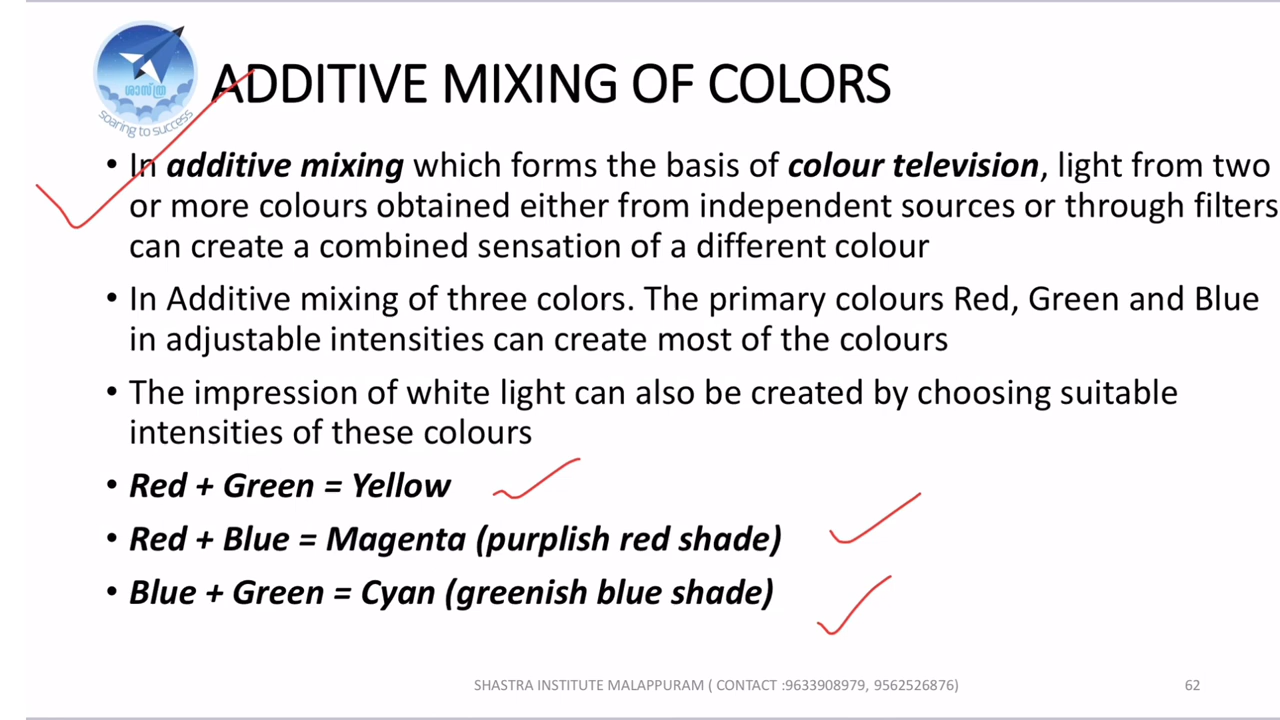 ശാസ്ത്ര
soaring to success
ADDITIVE MIXING OF COLORS
• In additive mixing which forms the basis of colour television, light from two
or more colours obtained either from independent sources or through filters
can create a combined sensation of a different colour
• In Additive mixing of three colors. The primary colours Red, Green and Blue
in adjustable intensities can create most of the colours
• The impression of white light can also be created by choosing suitable
intensities of these colours
• Red + Green = Yellow
• Red + Blue = Magenta (purplish red shade)
• Blue + Green = Cyan (greenish blue shade)
SHASTRA INSTITUTE MALAPPURAM ( CONTACT :9633908979, 9562526876)
62